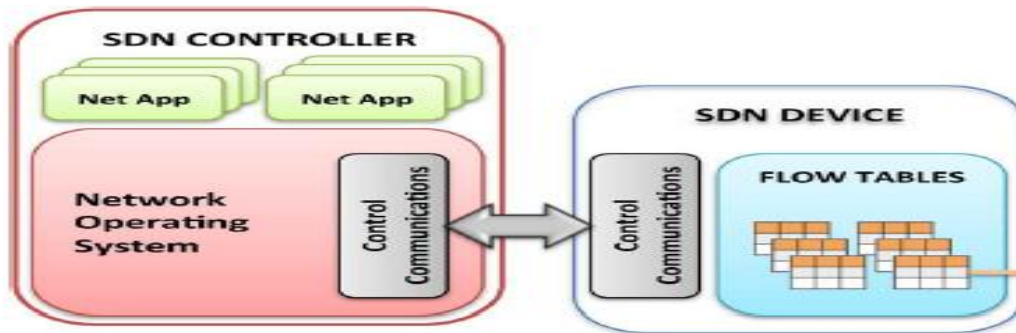 SDN CONTROLLER
Net App
Net App
Network
Operating
System
Control
Communications
SDN DEVICE
Control
Communications
FLOW TABLES